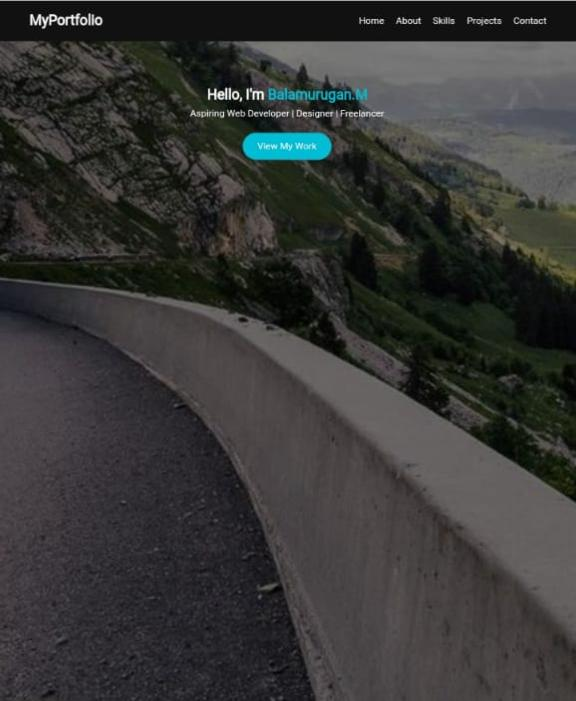 MyPortfolio
Home About Skills Projects Contact
Hello, I'm Balamurugan.M
Aspiring Web Developer | Designer | Freelancer
View My Work